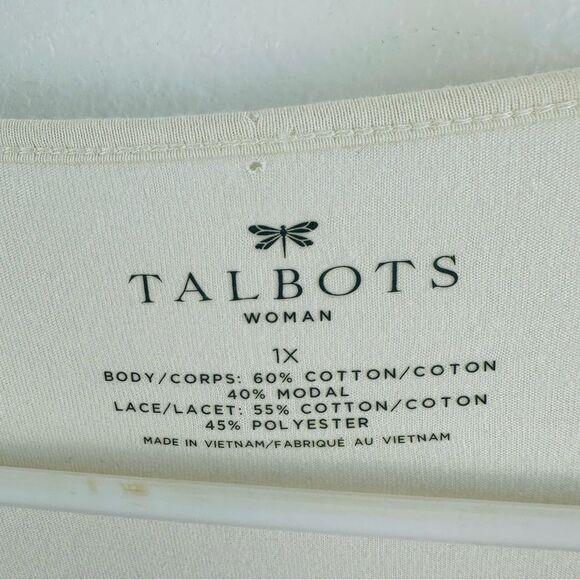 TALBOTS
WOMAN
1X
BODY/CORPS: 60% COTTON/COTON
40% MODAL
LACE/LACET: 55% COTTON/COTON
45% POLYESTER
MADE IN VIETNAM/FABRIQUÉ AU VIETNAM